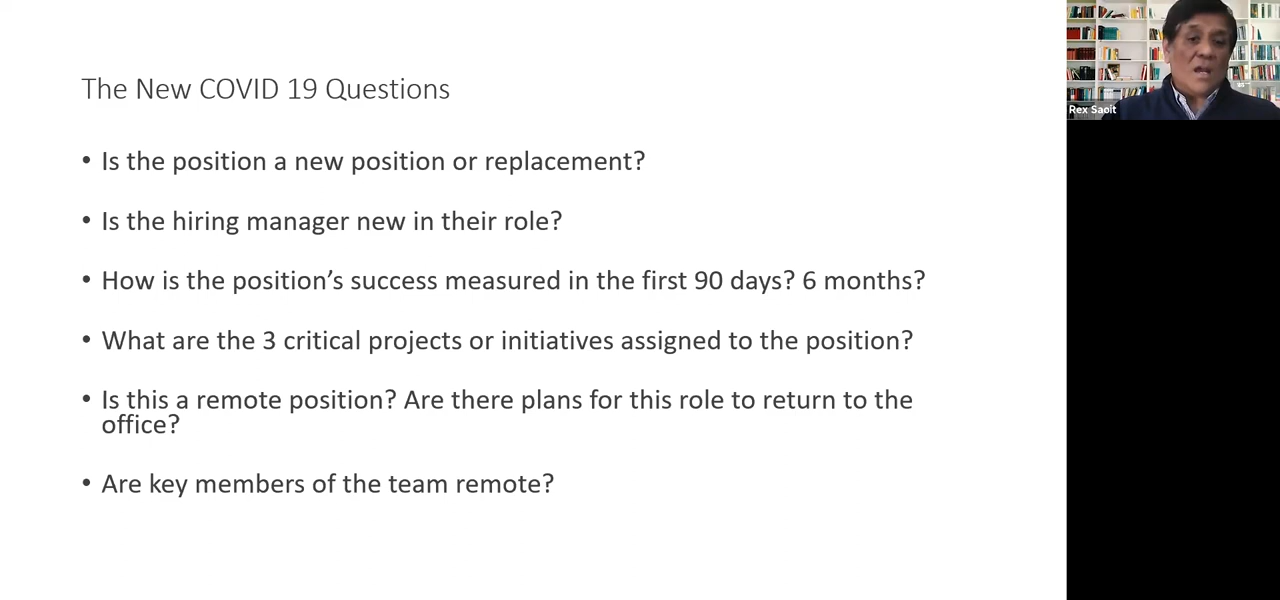 The New COVID 19 Questions
• Is the position a new position or replacement?
• Is the hiring manager new in their role?
• How is the position’s success measured in the first 90 days? 6 months?
• What are the 3 critical projects or initiatives assigned to the position?
• Is this a remote position? Are there plans for this role to return to the
office?
• Are key members of the team remote?
Rex Saoit